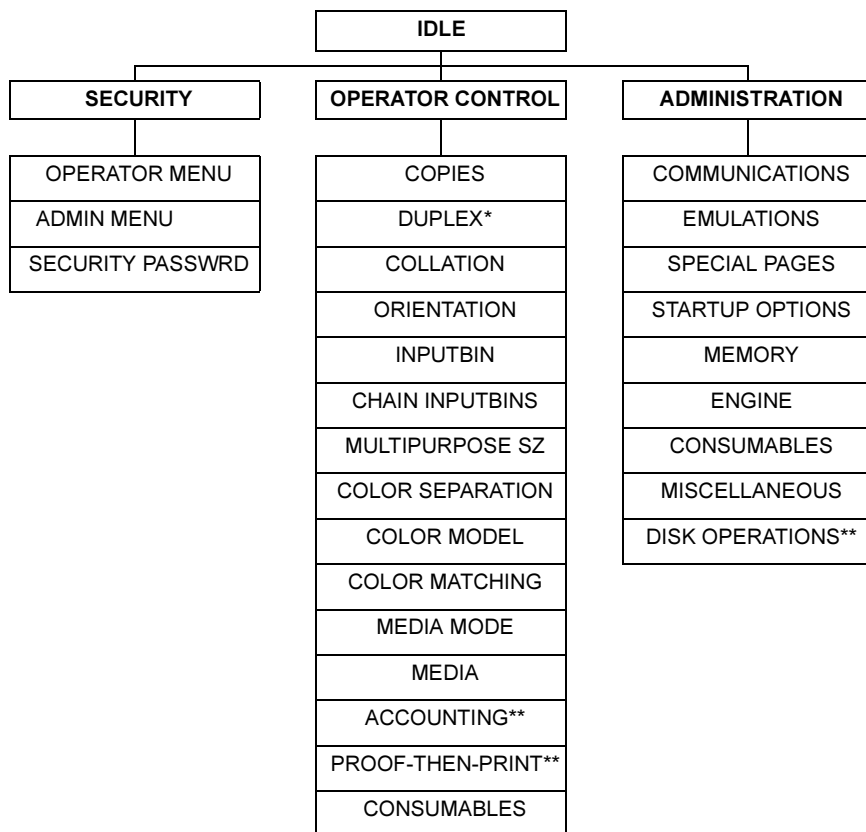 IDLE
SECURITY
OPERATOR CONTROL
ADMINISTRATION
OPERATOR MENU
ADMIN MENU
SECURITY PASSWRD
COPIES
DUPLEX*
COLLATION
ORIENTATION
INPUTBIN
CHAIN INPUTBINS
MULTIPURPOSE SZ
COLOR SEPARATION
COLOR MODEL
COLOR MATCHING
MEDIA MODE
MEDIA
ACCOUNTING**
PROOF-THEN-PRINT**
CONSUMABLES
COMMUNICATIONS
EMULATIONS
SPECIAL PAGES
STARTUP OPTIONS
MEMORY
ENGINE
CONSUMABLES
MISCELLANEOUS
DISK OPERATIONS**